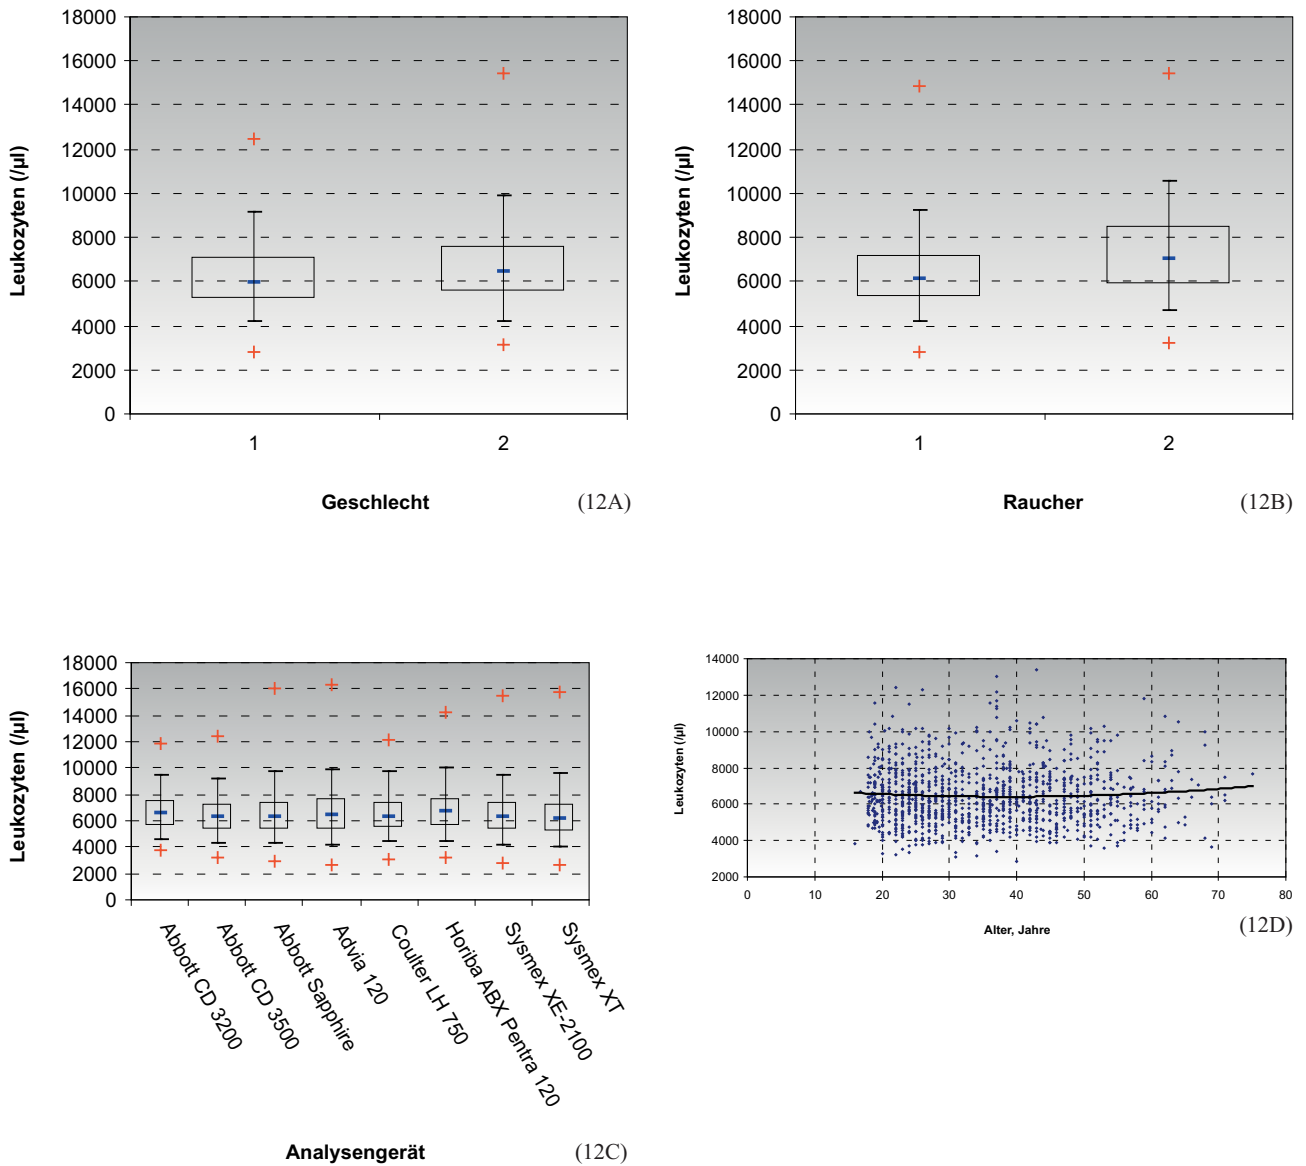 18000
16000
14000
12000
10000
8000
6000
4000
2000
0
Leukozyten (/µl)
1 2
Geschlecht (12A)
18000
16000
14000
12000
10000
8000
6000
4000
2000
0
Leukozyten (/µl)
1 2
Raucher (12B)
18000
16000
14000
12000
10000
8000
6000
4000
2000
0
Leukozyten (/µl)
Abbott CD 3200
Abbott CD 3500
Abbott Sapphire
Advia 120
Coulter LH 750
Horiba ABX Pentra 120
Sysmex XE-2100
Sysmex XT
Analysengerät (12C)
14000
12000
10000
8000
6000
4000
2000
Leukozyten (/µl)
0 10 20 30 40 50 60 70 80
Alter, Jahre (12D)